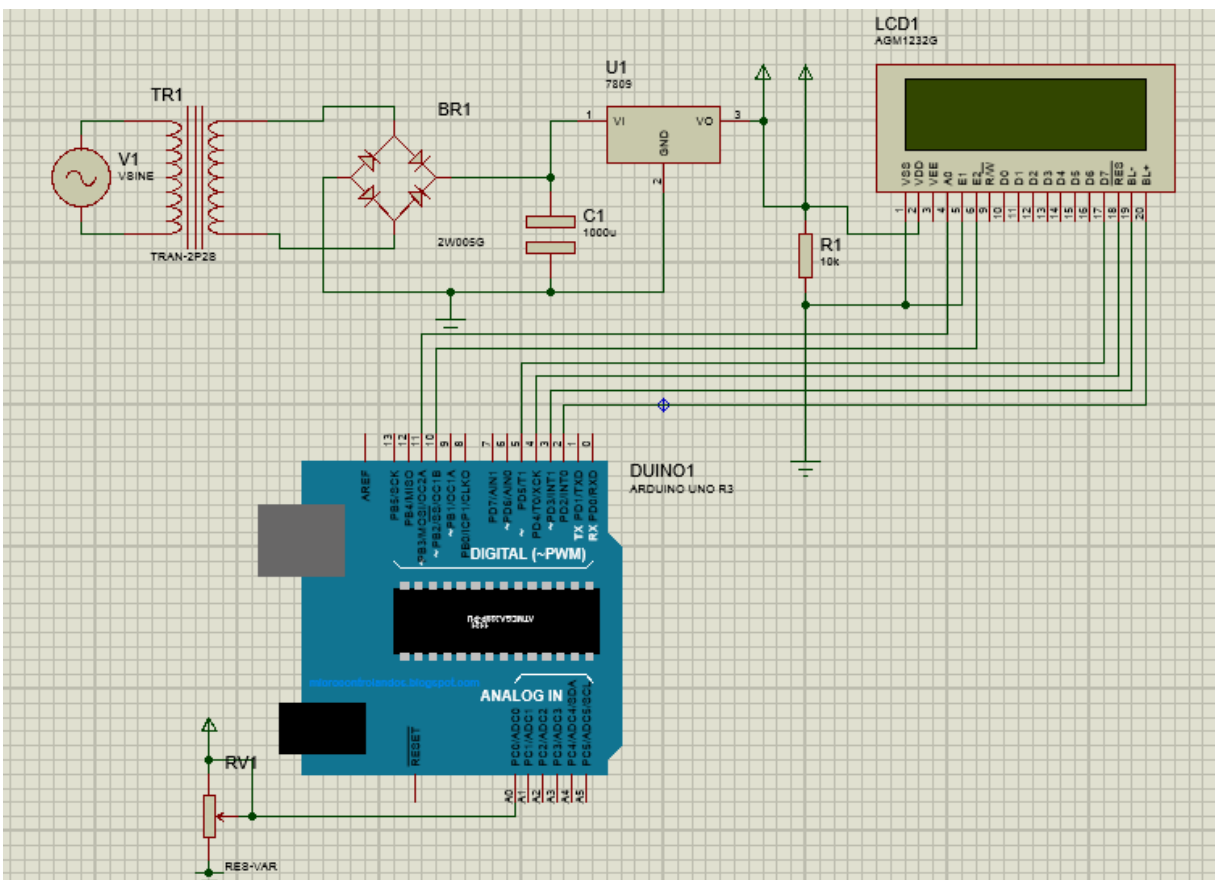 LCD1
AGM1232G
U1
7809
TR1
BR1
1
VI
VO
3
GND
2
V1
VSINE
VSS
VDD
VEE
A0
E1
E2
R/W
D0
D1
D2
D3
D4
D5
D6
D7
RES
BL-
BL+
1
2
3
4
5
6
9
10
11
12
13
14
15
16
17
18
19
20
C1
1000u
2W005G
TRAN-2P2S
R1
10k
13
12
11
10
9
8
7
6
5
4
3
2
1
0
DUINO1
ARDUINO UNO R3
AREF
PB5/SCK
PB4/MISO
~PB3/MOSI/OC2A
~PB2/SS/OC1B
~PB1/OC1A
PB0/ICP1/CLKO
PD7/AIN1
~PD6/AIN0
~PD5/T1
PD4/T0/XCK
~PD3/INT1
PD2/INT0
TX PD1/TXD
RX PD0/RXD
DIGITAL (~PWM)
microcontrolandos.blogspot.com
ANALOG IN
RESET
PC0/ADC0
PC1/ADC1
PC2/ADC2
PC3/ADC3
PC4/ADC4/SDA
PC5/ADC5/SCL
RV1
A0
A1
A2
A3
A4
A5
RES-VAR